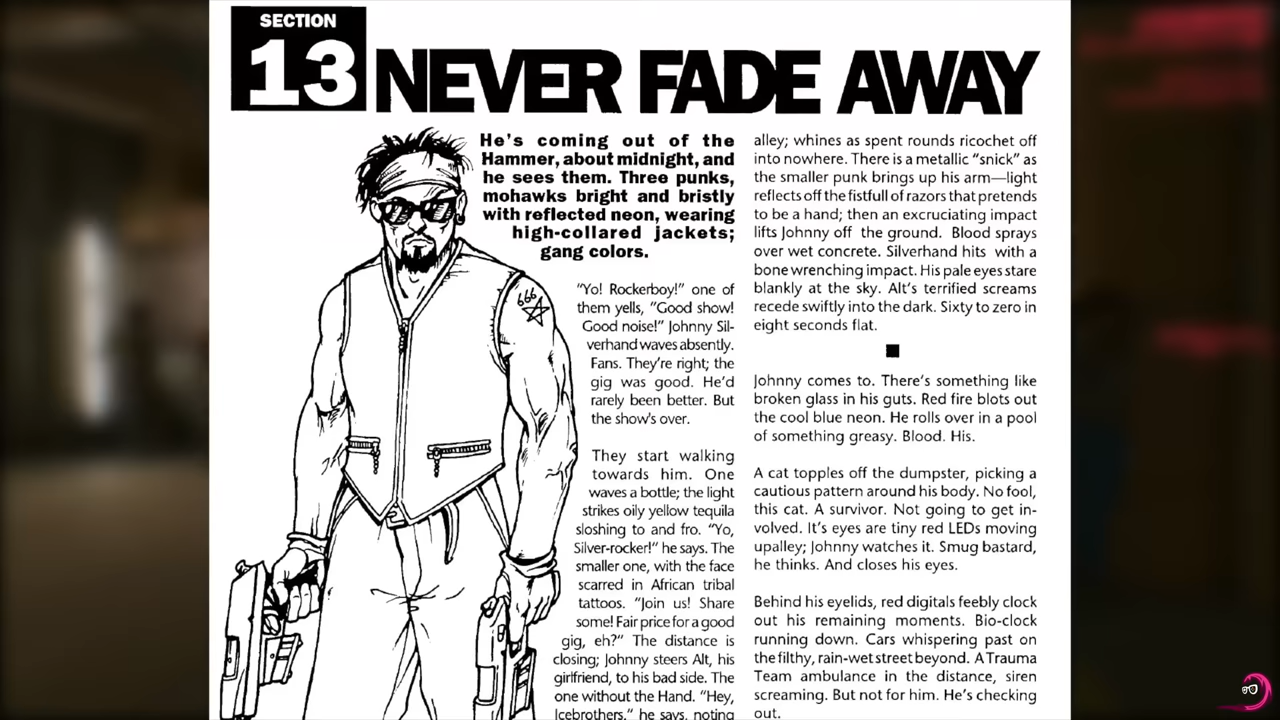 SECTION
13 NEVER FADE AWAY
He's coming out of the
Hammer, about midnight, and
he sees them. Three punks,
mohawks bright and bristly
with reflected neon, wearing
high-collared jackets;
gang colors.
"Yo! Rockerboy!" one of
them yells, "Good show!
Good noise!" Johnny Sil-
verhand waves absently.
Fans. They're right; the
gig was good. He'd
rarely been better. But
the show's over.
They start walking
towards him. One
waves a bottle; the light
strikes oily yellow tequila
sloshing to and fro. "Yo,
Silver-rocker!" he says. The
smaller one, with the face
scarred in African tribal
tattoos. "Join us! Share
some! Fair price for a good
gig, eh?" The distance is
closing; Johnny steers Alt, his
girlfriend, to his bad side. The
one without the Hand. "Hey,
Icebrothers," he says, noting
666
alley; whines as spent rounds ricochet off
into nowhere. There is a metallic "snick" as
the smaller punk brings up his arm—light
reflects off the fistfull of razors that pretends
to be a hand; then an excruciating impact
lifts Johnny off the ground. Blood sprays
over wet concrete. Silverhand hits with a
bone wrenching impact. His pale eyes stare
blankly at the sky. Alt's terrified screams
recede swiftly into the dark. Sixty to zero in
eight seconds flat.
Johnny comes to. There's something like
broken glass in his guts. Red fire blots out
the cool blue neon. He rolls over in a pool
of something greasy. Blood. His.
A cat topples off the dumpster, picking a
cautious pattern around his body. No fool,
this cat. A survivor. Not going to get in-
volved. It's eyes are tiny red LEDs moving
upalley; Johnny watches it. Smug bastard,
he thinks. And closes his eyes.
Behind his eyelids, red digitals feebly clock
out his remaining moments. Bio-clock
running down. Cars whispering past on
the filthy, rain-wet street beyond. A Trauma
Team ambulance in the distance, siren
screaming. But not for him. He's checking
out.